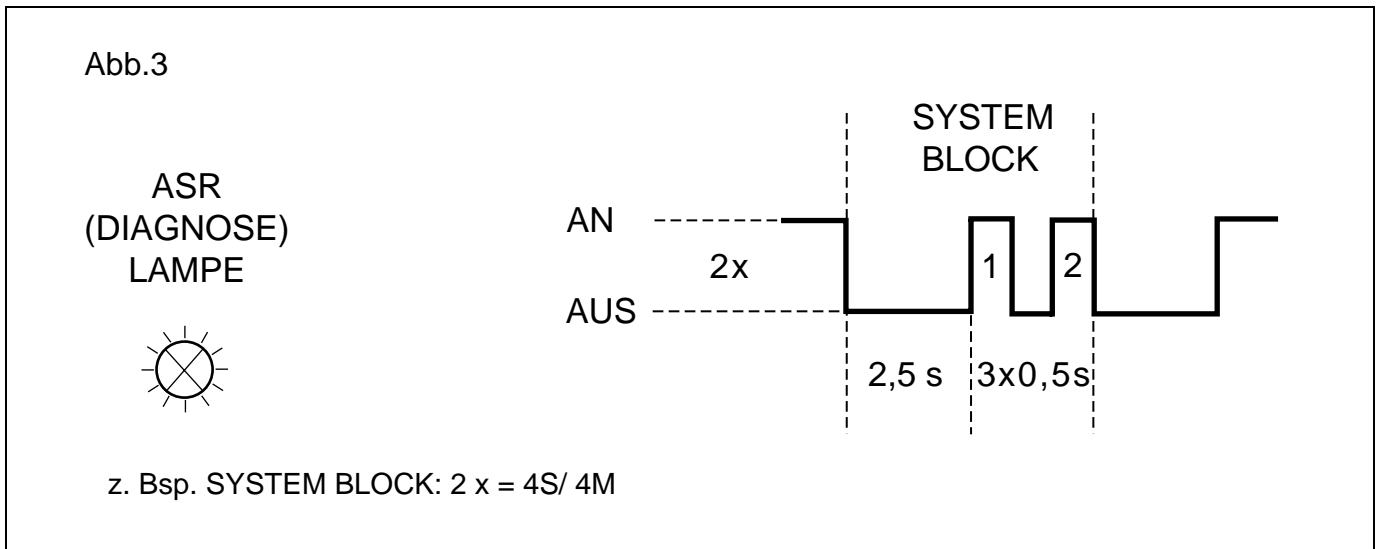 Abb.3
SYSTEM
BLOCK
ASR
(DIAGNOSE)
LAMPE
AN
2x
AUS
1
2
2,5 s
3x0,5s
z. Bsp. SYSTEM BLOCK: 2 x = 4S/ 4M